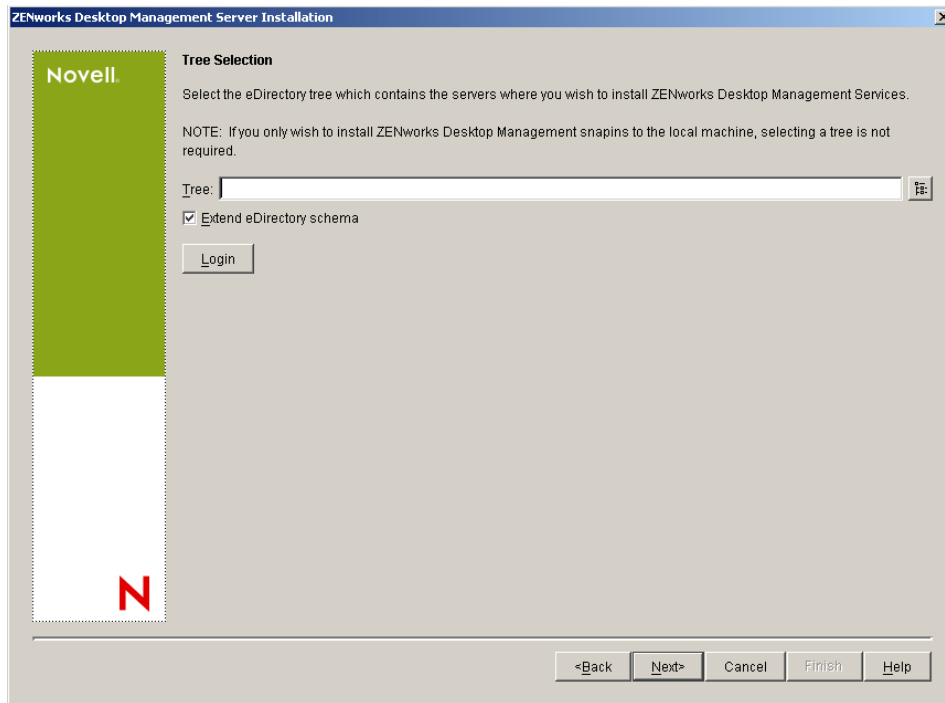 ZENworks Desktop Management Server Installation
Novell.
Tree Selection
Select the eDirectory tree which contains the servers where you wish to install ZENworks Desktop Management Services.
NOTE: If you only wish to install ZENworks Desktop Management snapins to the local machine, selecting a tree is not
required.
Tree:
Extend eDirectory schema
Login
N
<Back Next> Cancel Finish Help